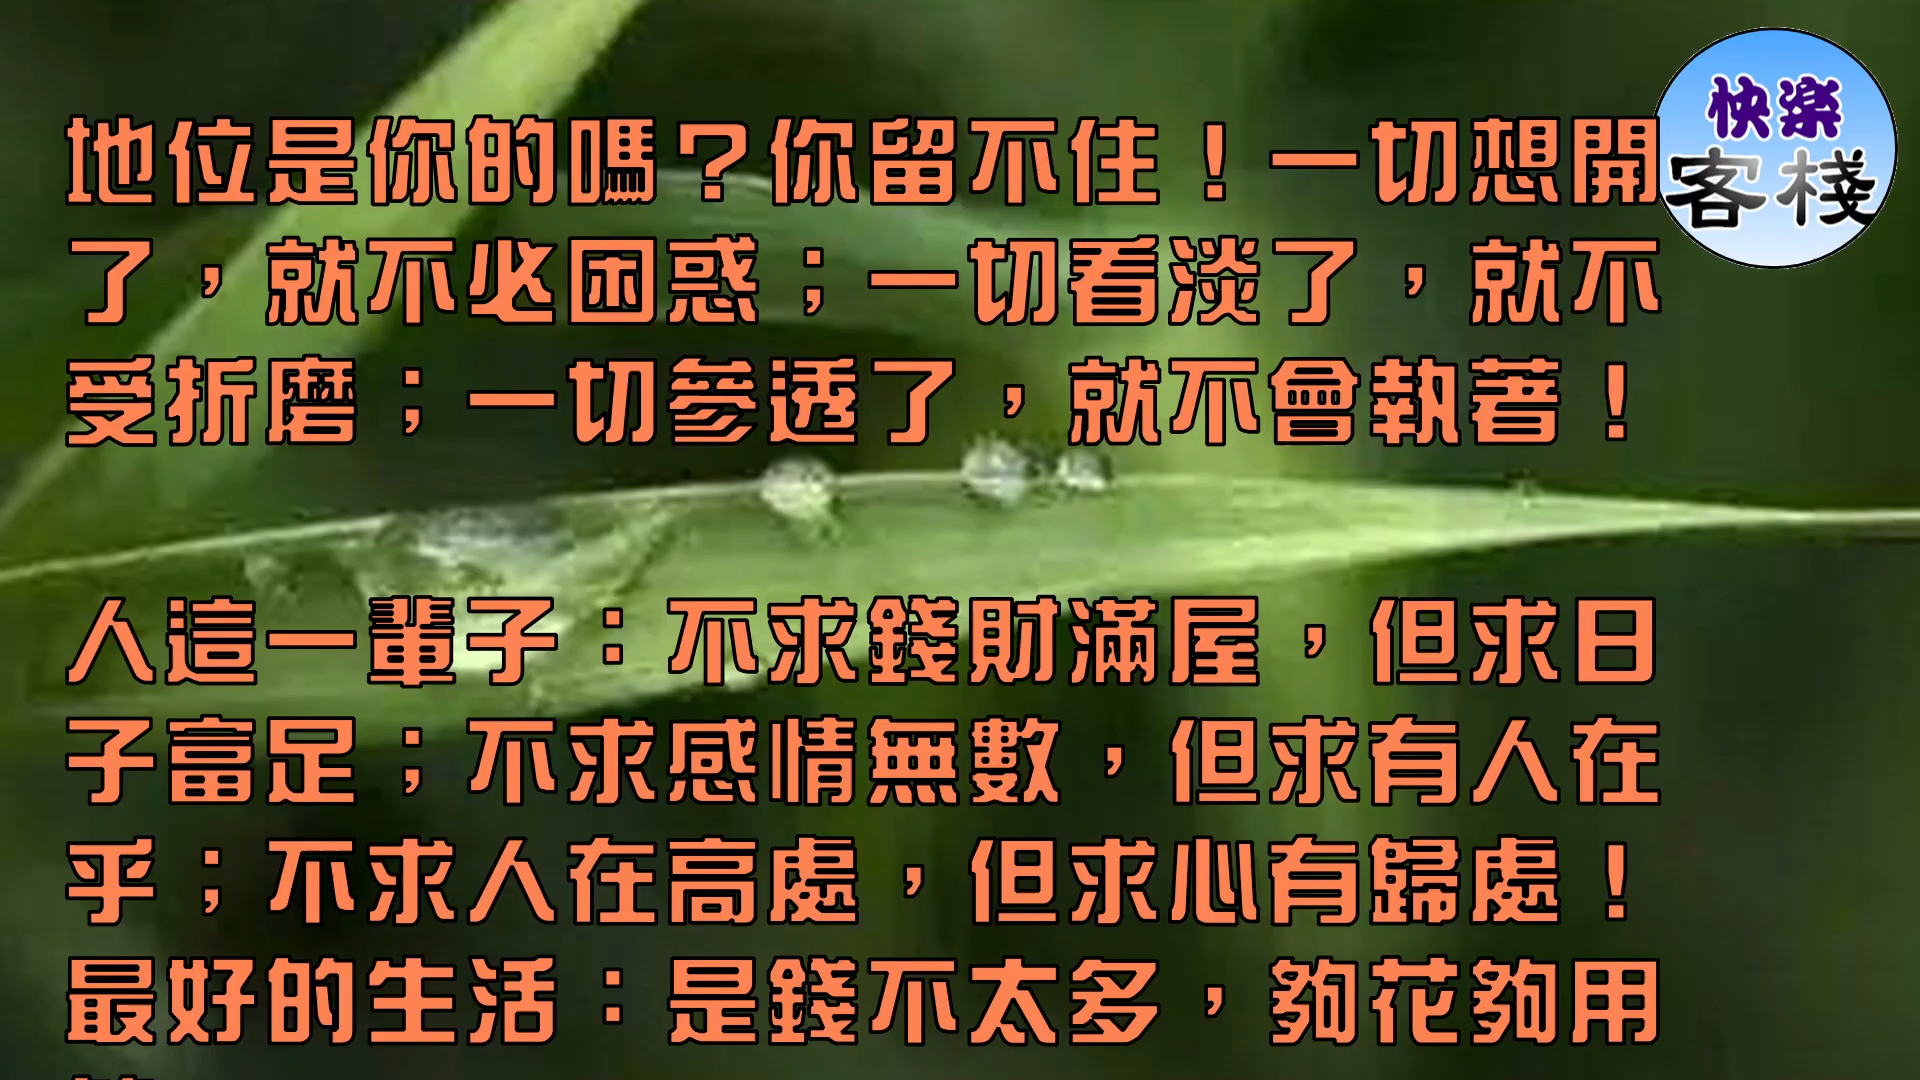 快楽
客棧
地位是你的嗎？你留不住！一切想開
了，就不必困惑；一切看淡了，就不
受折磨；一切參透了，就不會執著！
人這一輩子：不求錢財滿屋，但求日
子富足；不求感情無數，但求有人在
乎；不求人在高處，但求心有歸處！
最好的生活：是錢不太多，夠花夠用